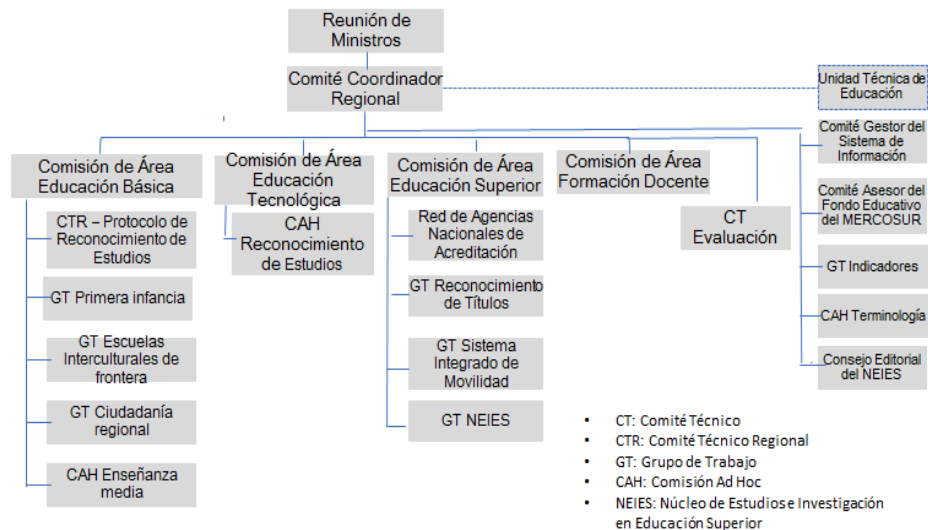 Reunión de
Ministros
Comité Coordinador
Regional
Unidad Técnica de
Educación
Comisión de Área
Educación Básica
CTR – Protocolo de
Reconocimiento de
Estudios
GT Primera infancia
GT Escuelas
Interculturales de
frontera
GT Ciudadanía
regional
CAH Enseñanza
media
Comisión de Área
Educación
Tecnológica
CAH
Reconocimiento
de Estudios
Comisión de Área
Educación Superior
Red de Agencias
Nacionales de
Acreditación
GT Reconocimiento
de Títulos
GT Sistema
Integrado de
Movilidad
GT NEIES
Comisión de Área
Formación Docente
CT
Evaluación
Comité Gestor del
Sistema de
Información
Comité Asesor del
Fondo Educativo
del MERCOSUR
GT Indicadores
CAH Terminología
Consejo Editorial
del NEIES
• CT: Comité Técnico
• CTR: Comité Técnico Regional
• GT: Grupo de Trabajo
• CAH: Comisión Ad Hoc
• NEIES: Núcleo de Estudios e Investigación
en Educación Superior